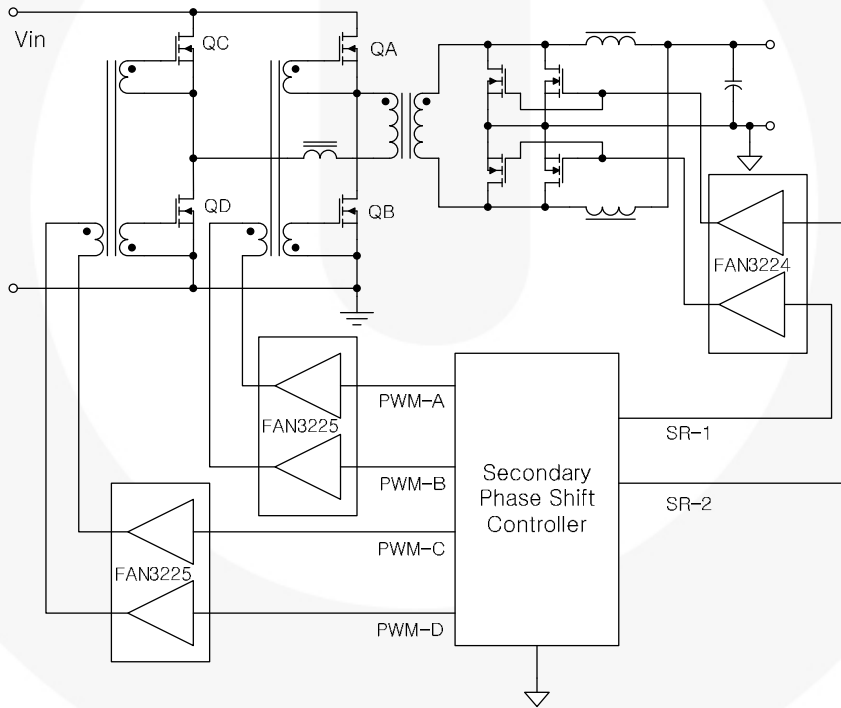 Vin
QC
QA
QD
QB
FAN3224
PWM-A
FAN3225
PWM-B
SR-1
Secondary
Phase Shift
Controller
SR-2
PWM-C
FAN3225
PWM-D